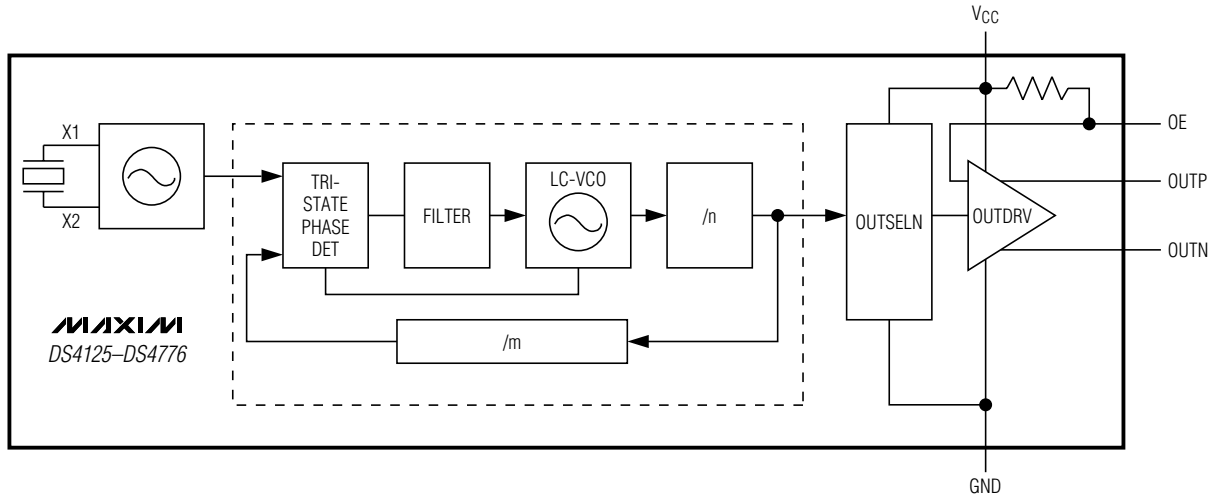 VCC
X1
X2
TRI-
STATE
PHASE
DET
FILTER
LC-VCO
/n
/m
OUTSELN
OUTDRV
OE
OUTP
OUTN
MAXIM
DS4125–DS4776
GND